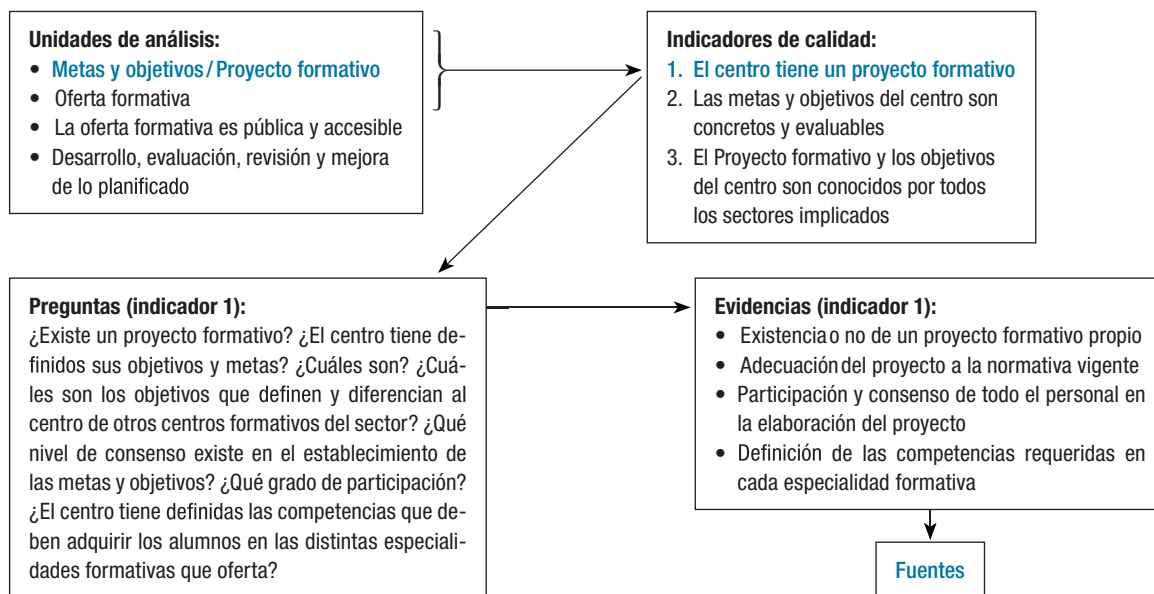 Unidades de análisis:
• Metas y objetivos / Proyecto formativo
• Oferta formativa
• La oferta formativa es pública y accesible
• Desarrollo, evaluación, revisión y mejora
de lo planificado
Indicadores de calidad:
1. El centro tiene un proyecto formativo
2. Las metas y objetivos del centro son
concretos y evaluables
3. El Proyecto formativo y los objetivos
del centro son conocidos por todos
los sectores implicados
Preguntas (indicador 1):
¿Existe un proyecto formativo? ¿El centro tiene de-
finidos sus objetivos y metas? ¿Cuáles son? ¿Cuá-
les son los objetivos que definen y diferencian al
centro de otros centros formativos del sector? ¿Qué
nivel de consenso existe en el establecimiento de
las metas y objetivos? ¿Qué grado de participación?
¿El centro tiene definidas las competencias que de-
ben adquirir los alumnos en las distintas especiali-
dades formativas que oferta?
Evidencias (indicador 1):
• Existencia o no de un proyecto formativo propio
• Adecuación del proyecto a la normativa vigente
• Participación y consenso de todo el personal en
la elaboración del proyecto
• Definición de las competencias requeridas en
cada especialidad formativa
Fuentes